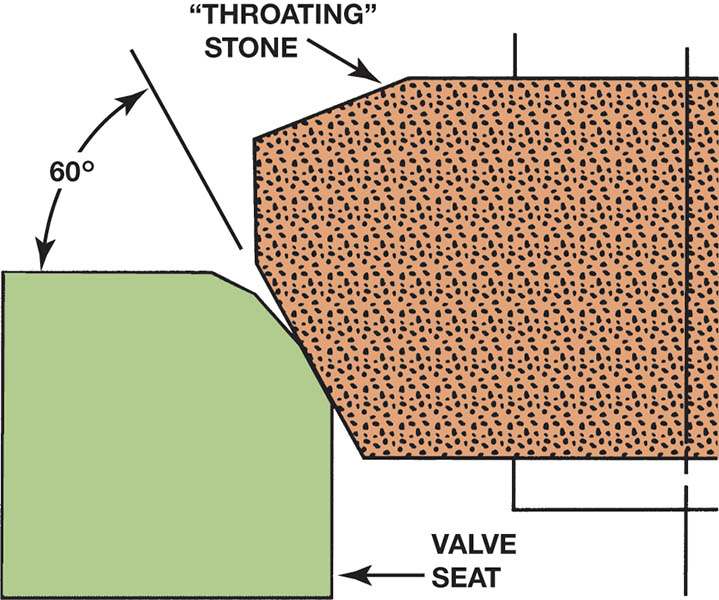 “THROATING”
STONE
60°
VALVE
SEAT